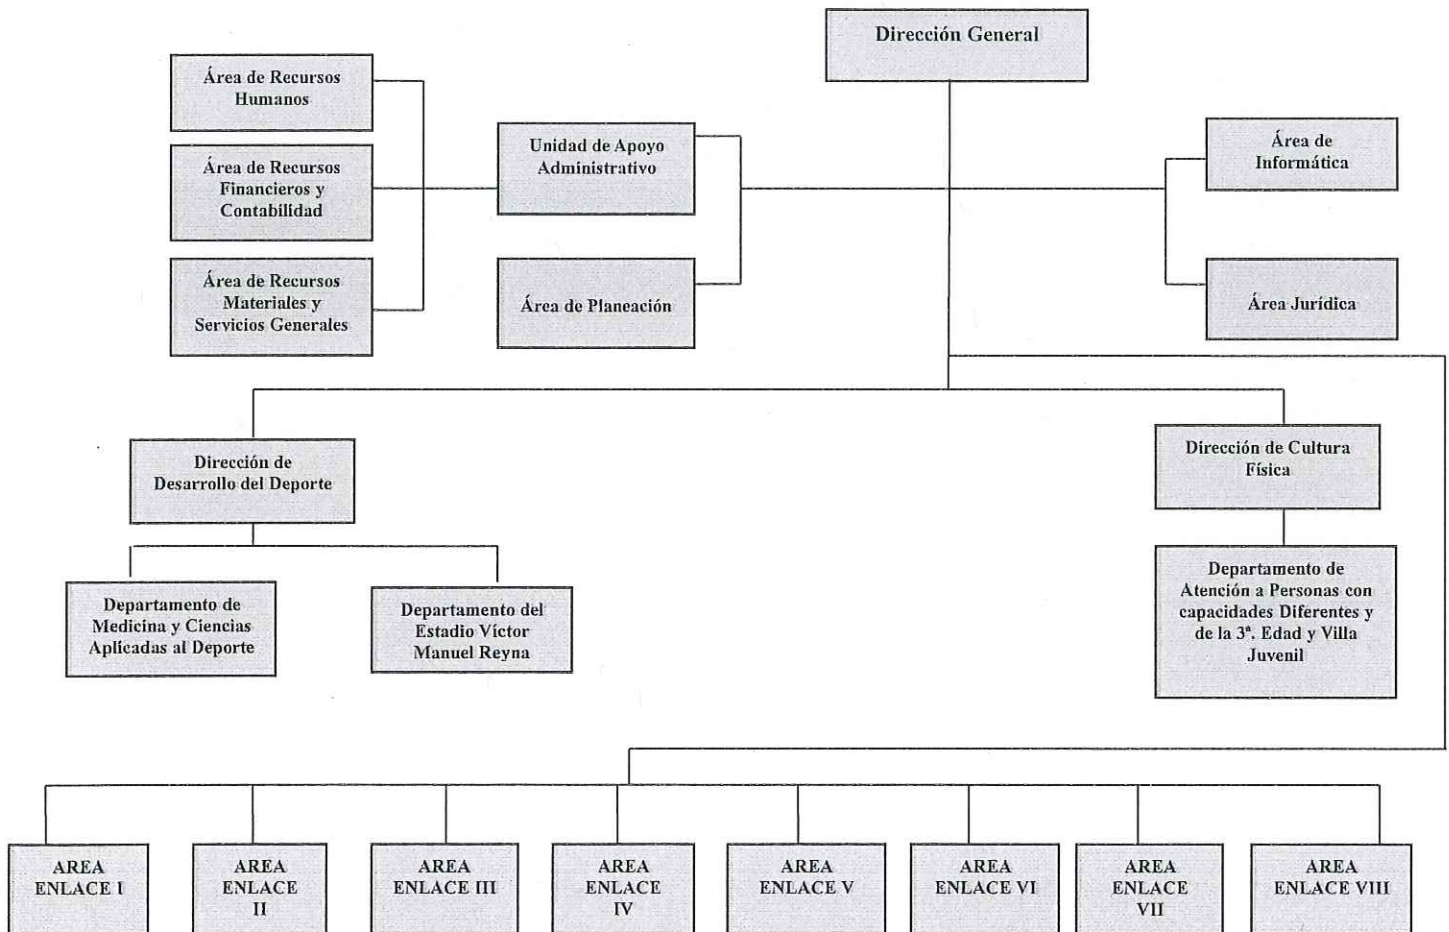 Dirección General
Área de Recursos
Humanos
Área de Recursos
Financieros y
Contabilidad
Área de Recursos
Materiales y
Servicios Generales
Unidad de Apoyo
Administrativo
Área de Planeación
Área de
Informática
Área Jurídica
Dirección de
Desarrollo del Deporte
Dirección de Cultura
Física
Departamento de
Medicina y Ciencias
Aplicadas al Deporte
Departamento del
Estadio Víctor
Manuel Reyna
Departamento de
Atención a Personas con
capacidades Diferentes y
de la 3ª. Edad y Villa
Juvenil
AREA
ENLACE I
AREA
ENLACE
II
AREA
ENLACE III
AREA
ENLACE
IV
AREA
ENLACE V
AREA
ENLACE VI
AREA
ENLACE
VII
AREA
ENLACE VIII